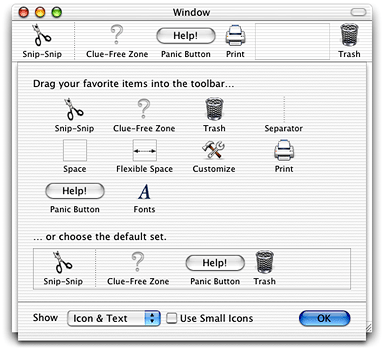 Window
Snip-Snip Clue-Free Zone Help! Panic Button Print Trash
Drag your favorite items into the toolbar...
Snip-Snip Clue-Free Zone Trash Separator
Space Flexible Space Customize Print
Help!
Panic Button Fonts
... or choose the default set.
Help!
Snip-Snip Clue-Free Zone Panic Button Trash
Show Icon & Text Use Small Icons OK